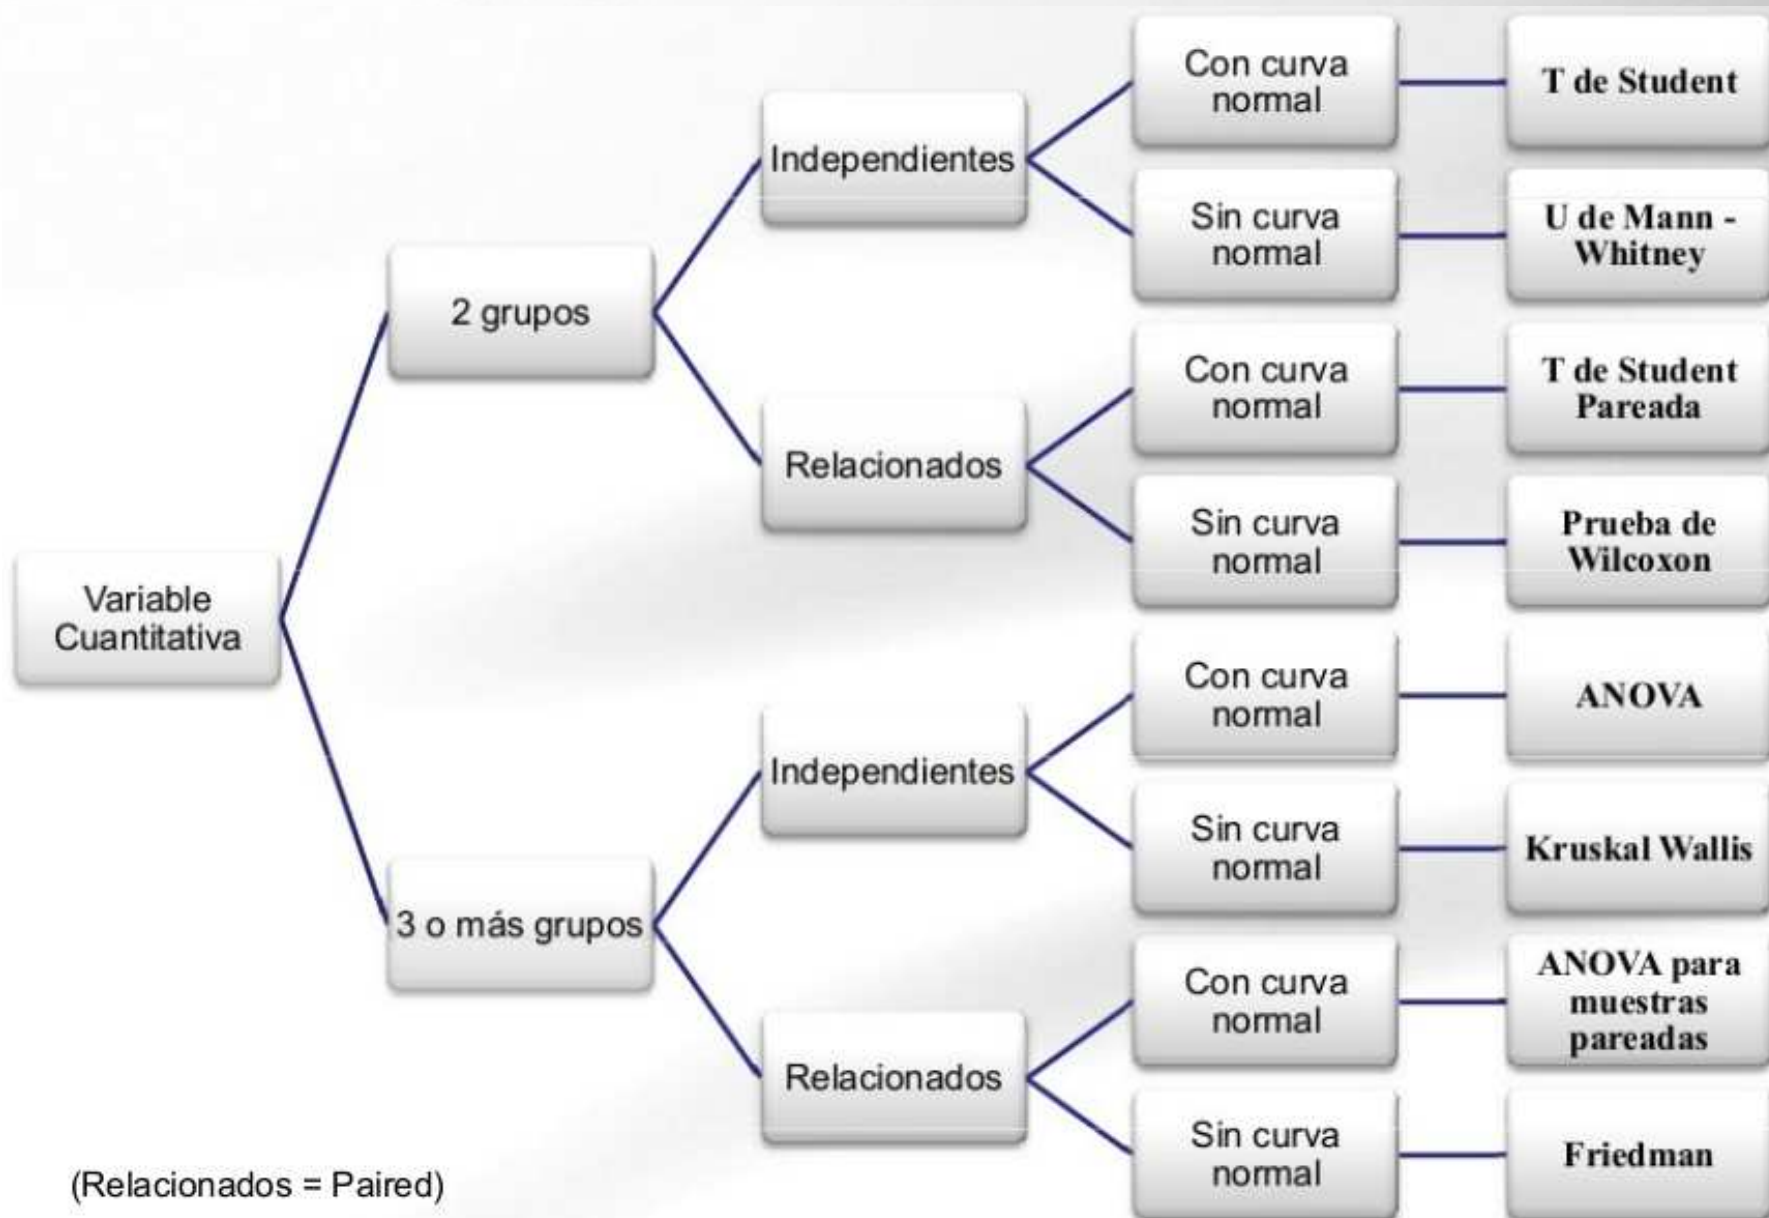 Variable
Cuantitativa
2 grupos
3 o más grupos
Independientes
Relacionados
Independientes
Relacionados
Con curva
normal
T de Student
Sin curva
normal
U de Mann -
Whitney
Con curva
normal
T de Student
Pareada
Sin curva
normal
Prueba de
Wilcoxon
Con curva
normal
ANOVA
Sin curva
normal
Kruskal Wallis
Con curva
normal
ANOVA para
muestras
pareadas
Sin curva
normal
Friedman
(Relacionados = Paired)